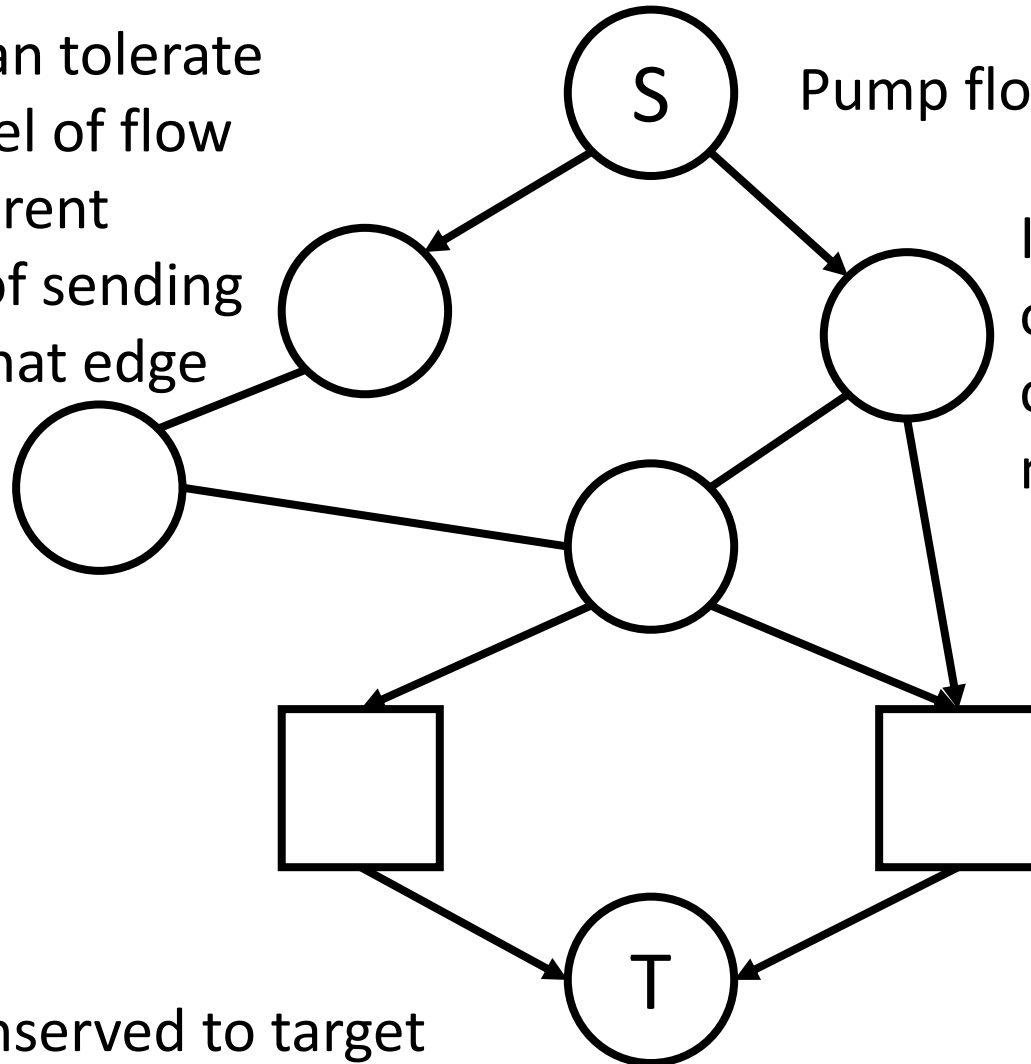 an tolerate
el of flow
rent
of sending
hat edge
S
Pump flo
T
nserved to target